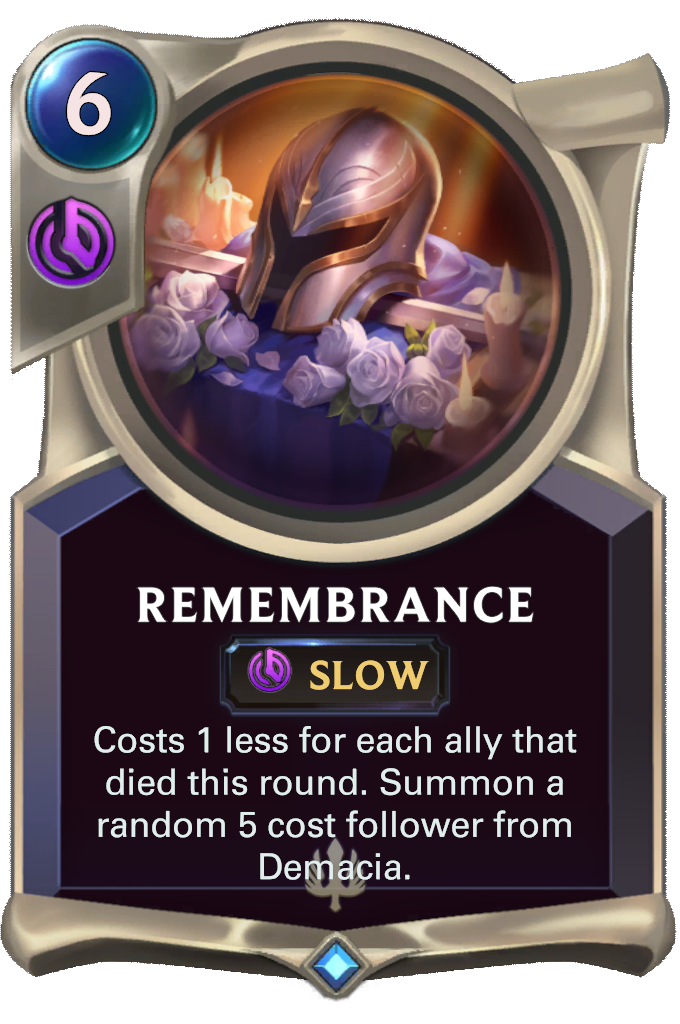 6
REMEMBRANCE
SLOW
Costs 1 less for each ally that
died this round. Summon a
random 5 cost follower from
Demacia.